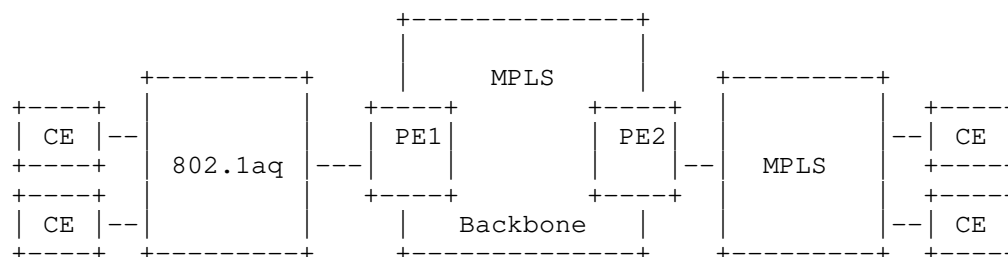 MPLS
CE PE1 PE2 CE
802.1aq MPLS
CE Backbone CE